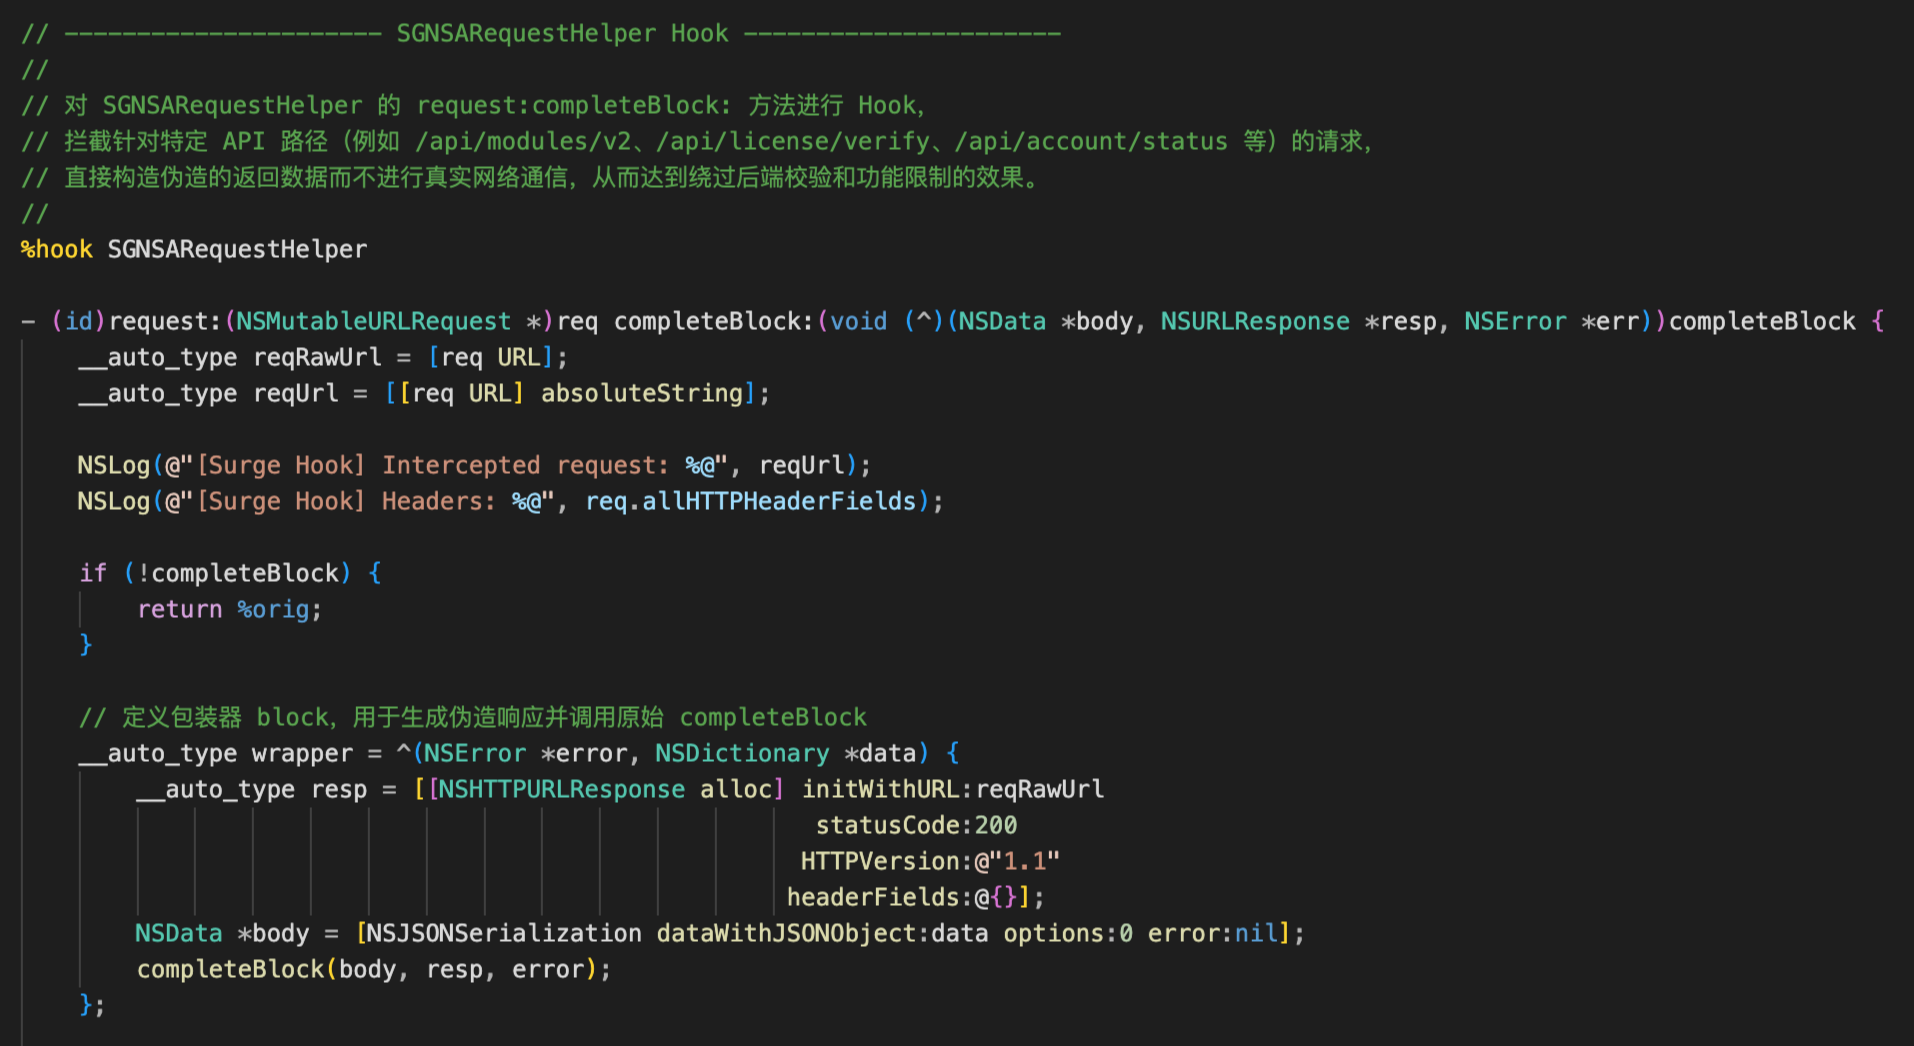 // ---------------------- SGNSARequestHelper Hook ----------------------
//
// 对 SGNSARequestHelper 的 request:completeBlock: 方法进行 Hook，
// 拦截针对特定 API 路径（例如 /api/modules/v2、/api/license/verify、/api/account/status 等）的请求，
// 直接构造伪造的返回数据而不进行真实网络通信，从而达到绕过后端校验和功能限制的效果。
//
%hook SGNSARequestHelper
- (id)request:(NSMutableURLRequest *)req completeBlock:(void (^)(NSData *body, NSURLResponse *resp, NSError *err))completeBlock {
__auto_type reqRawUrl = [req URL];
__auto_type reqUrl = [[req URL] absoluteString];
NSLog(@"[Surge Hook] Intercepted request: %@", reqUrl);
NSLog(@"[Surge Hook] Headers: %@", req.allHTTPHeaderFields);
if (!completeBlock) {
return %orig;
}
// 定义包装器 block，用于生成伪造响应并调用原始 completeBlock
__auto_type wrapper = ^(NSError *error, NSDictionary *data) {
__auto_type resp = [[NSHTTPURLResponse alloc] initWithURL:reqRawUrl
statusCode:200
HTTPVersion:@"1.1"
headerFields:@{}];
NSData *body = [NSJSONSerialization dataWithJSONObject:data options:0 error:nil];
completeBlock(body, resp, error);
};